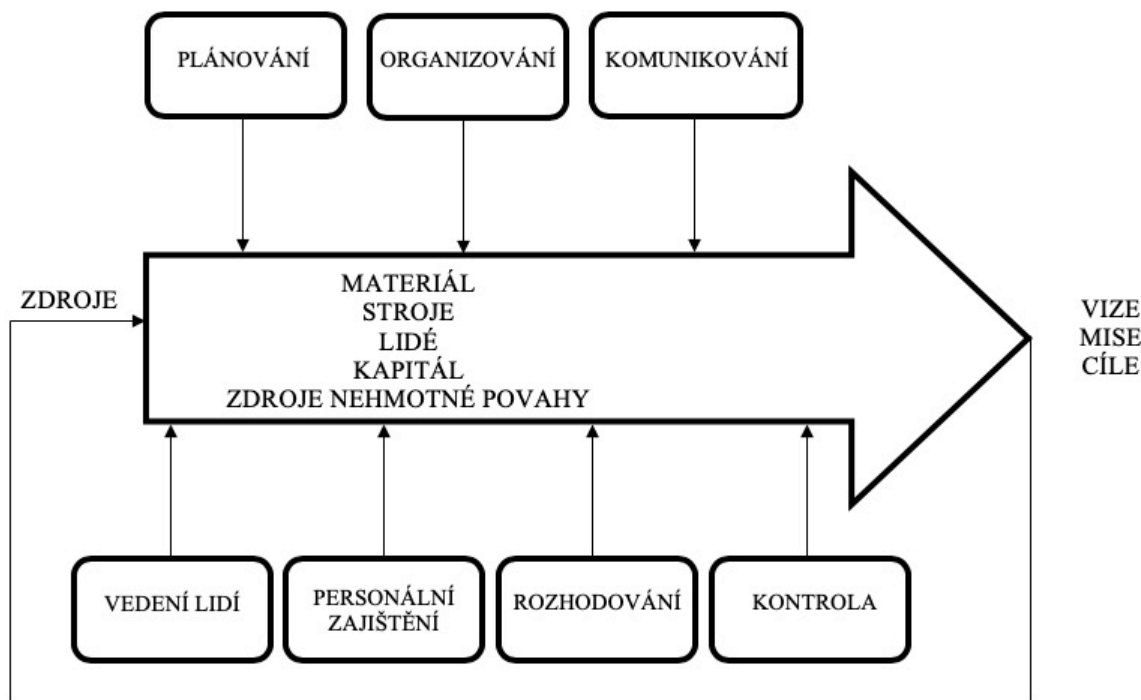 PLÁNOVÁNÍ
ORGANIZOVÁNÍ
KOMUNIKOVÁNÍ
ZDROJE
MATERIÁL
STROJE
LIDÉ
KAPITÁL
ZDROJE NEHMOTNÉ POVAHY
VIZE
MISE
CÍLE
VEDENÍ LIDÍ
PERSONÁLNÍ
ZAJIŠTĚNÍ
ROZHODOVÁNÍ
KONTROLA